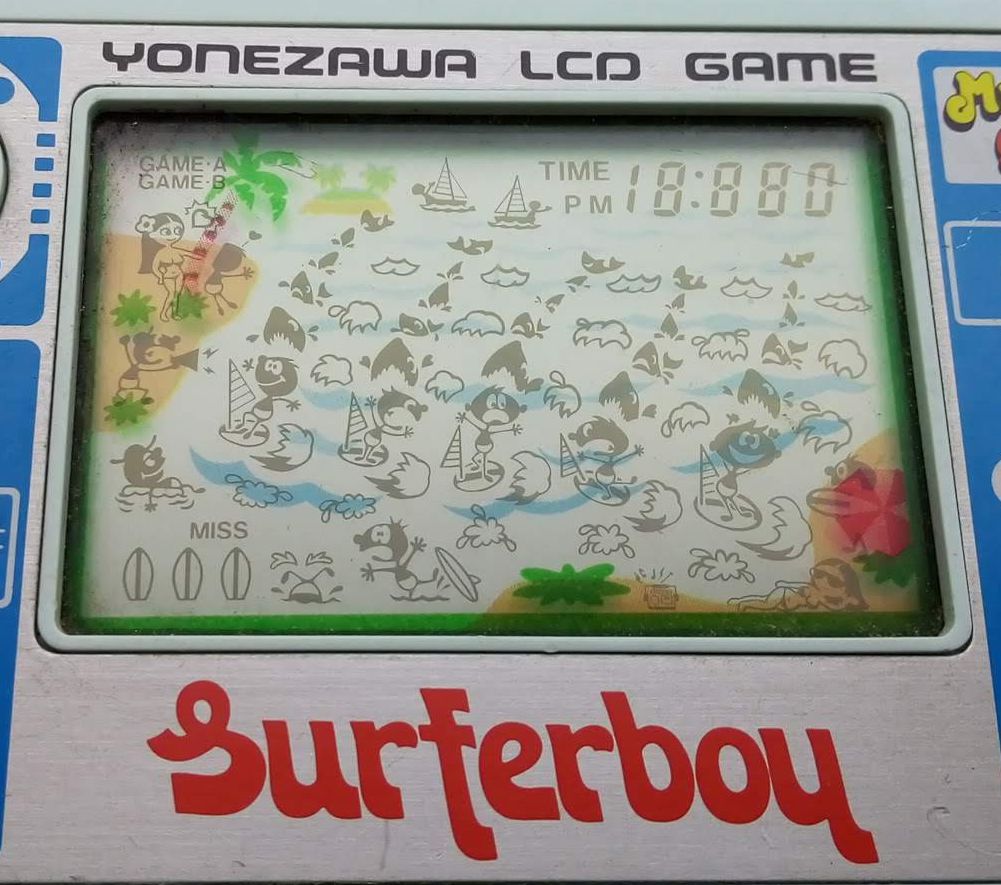 YONEZAWA LCD GAME
GAME·A
GAME·B
TIME
PM 18:880
MISS
Surferboy